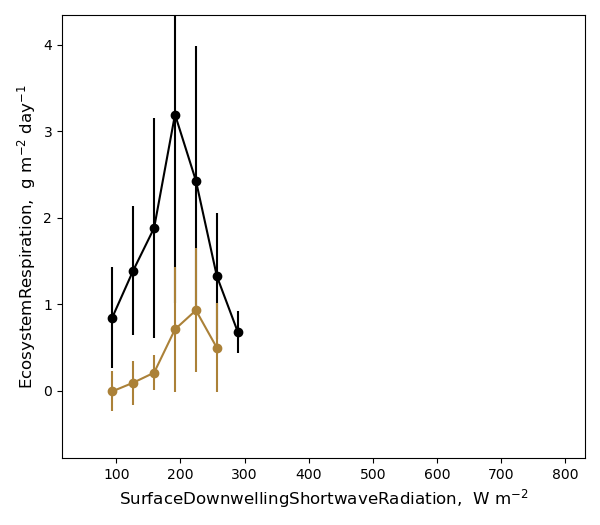 4
3
2
1
0
EcosystemRespiration,  g m⁻² day⁻¹
100 200 300 400 500 600 700 800
SurfaceDownwellingShortwaveRadiation,  W m⁻²